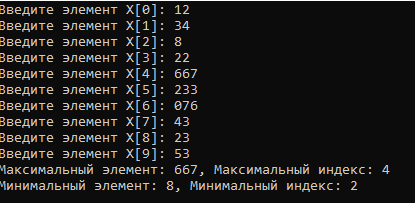 Введите элемент X[0]: 12
Введите элемент X[1]: 34
Введите элемент X[2]: 8
Введите элемент X[3]: 22
Введите элемент X[4]: 667
Введите элемент X[5]: 233
Введите элемент X[6]: 076
Введите элемент X[7]: 43
Введите элемент X[8]: 23
Введите элемент X[9]: 53
Максимальный элемент: 667, Максимальный индекс: 4
Минимальный элемент: 8, Минимальный индекс: 2